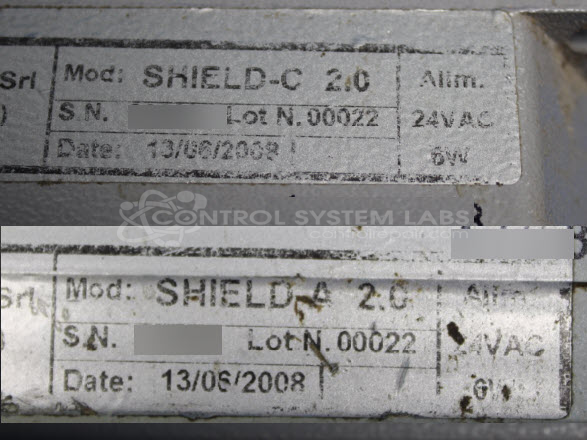 Srl Mod: SHIELD-C 2.0 Alim.
) S.N. Lot N. 00022 24VAC
Date: 13/06/2008 6W
CONTROL SYSTEM LABS
Srl Mod: SHIELD-A 2.0 Alim.
) S.N. Lot N. 00022 24VAC
Date: 13/06/2008 6W